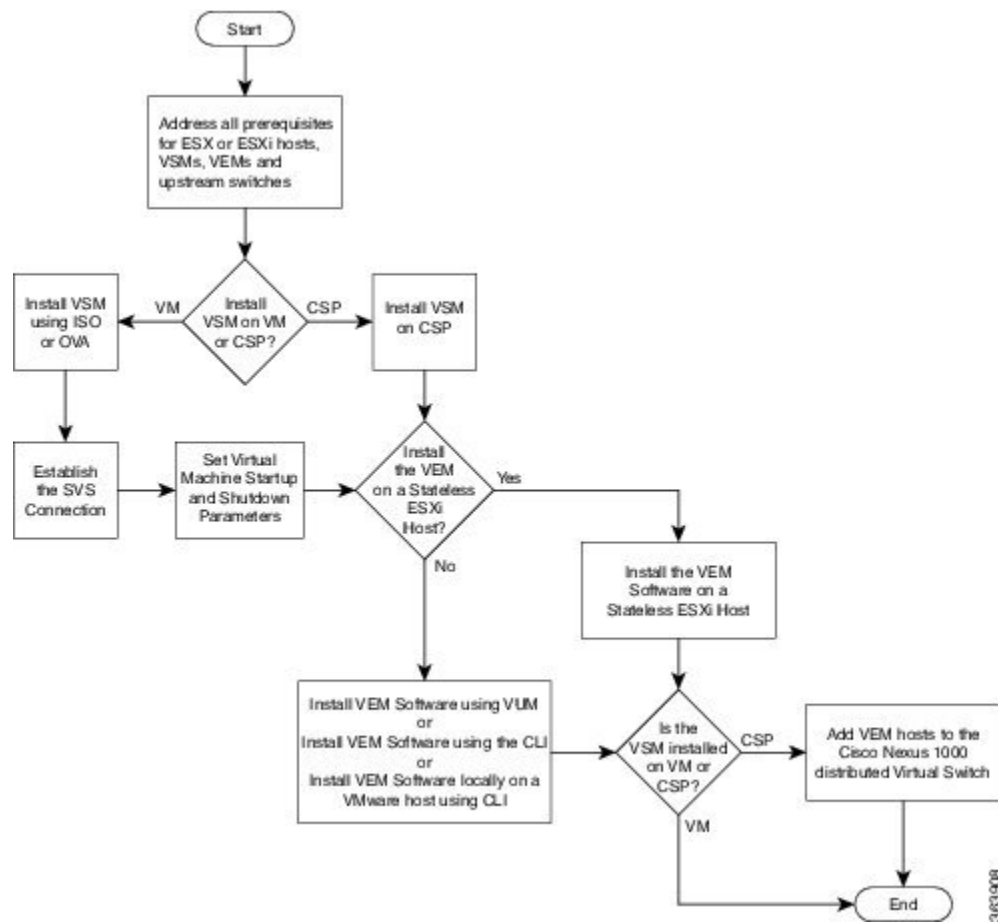 Start
Address all prerequisites
for ESX or ESXi hosts,
VSMs, VEMs and
upstream switches
Install VSM
using ISO
or OVA
VM
Install
VSM on VM
or CSP?
CSP
Install VSM
on CSP
Establish
the SVS
Connection
Set Virtual
Machine Startup
and Shutdown
Parameters
Install
the VEM
on a Stateless
ESXi
Host?
Yes
No
Install the VEM
Software on a
Stateless ESXi Host
Install VEM Software using VUM
or
Install VEM Software using the CLI
or
Install VEM Software locally on a
VMware host using CLI
Is the
VSM installed
on VM or
CSP?
CSP
Add VEM hosts to the
Cisco Nexus 1000
distributed Virtual Switch
VM
End
363908